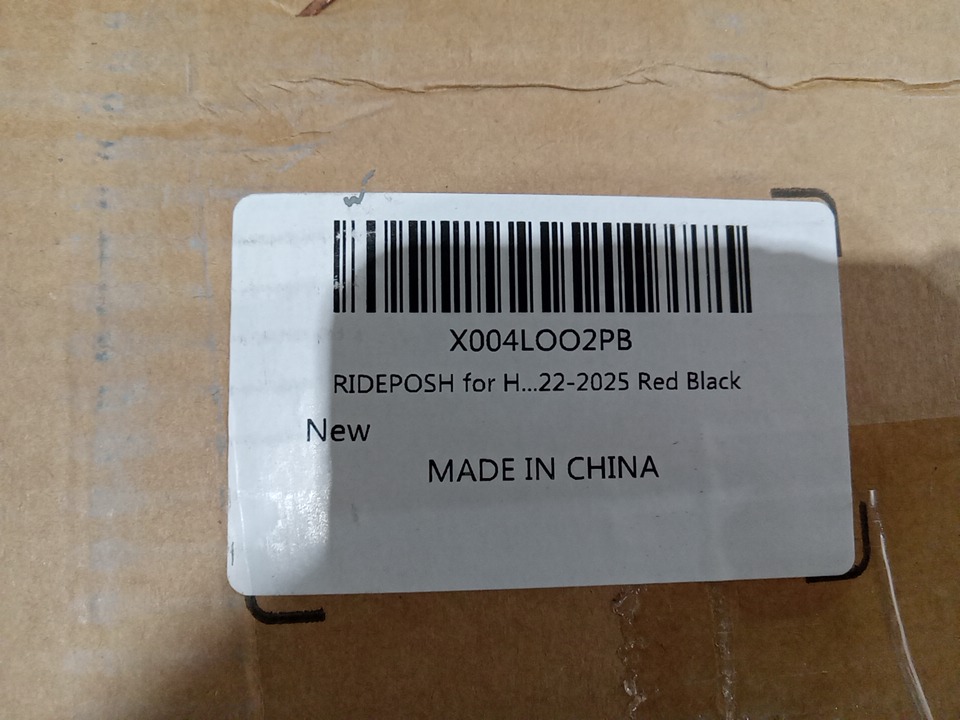 X004LOO2PB
RIDEPOSH for H...22-2025 Red Black
New
MADE IN CHINA